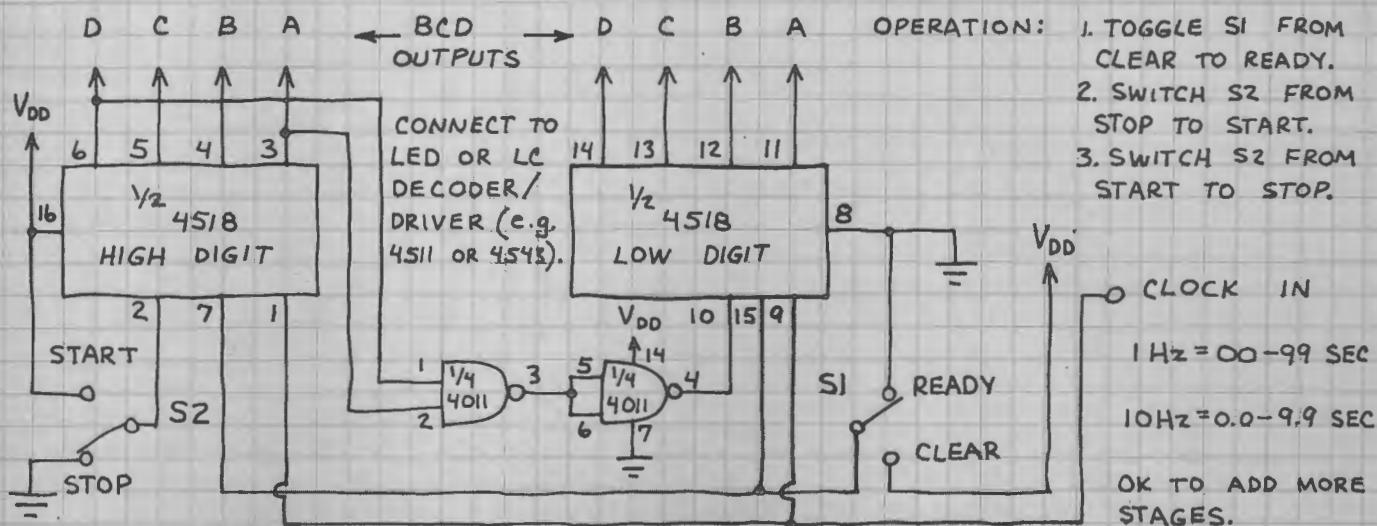 D C B A BCD OUTPUTS D C B A
OPERATION:
1. TOGGLE S1 FROM
CLEAR TO READY.
2. SWITCH S2 FROM
STOP TO START.
3. SWITCH S2 FROM
START TO STOP.
VDD
6 5 4 3
16
1/2
4518
HIGH DIGIT
2 7 1
CONNECT TO
LED OR LC
DECODER/
DRIVER (e.g.
4511 OR 4543).
14 13 12 11
1/2
4518
LOW DIGIT
8
10 15 9
START
S2
STOP
1
2
1/4
4011
3
VDD
14
5
6
1/4
4011
4
7
S1
READY
CLEAR
VDD
CLOCK IN
1 Hz = 00-99 SEC
10 Hz = 0.0-9.9 SEC
OK TO ADD MORE
STAGES.